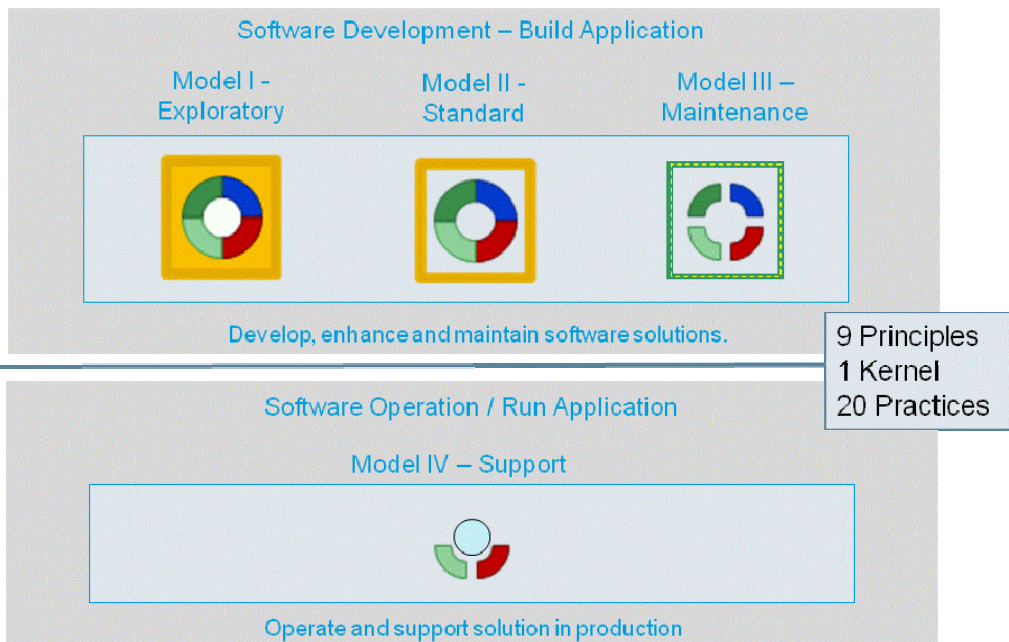 Software Development – Build Application
Model I -
Exploratory
Model II -
Standard
Model III –
Maintenance
Develop, enhance and maintain software solutions.
9 Principles
1 Kernel
20 Practices
Software Operation / Run Application
Model IV – Support
Operate and support solution in production